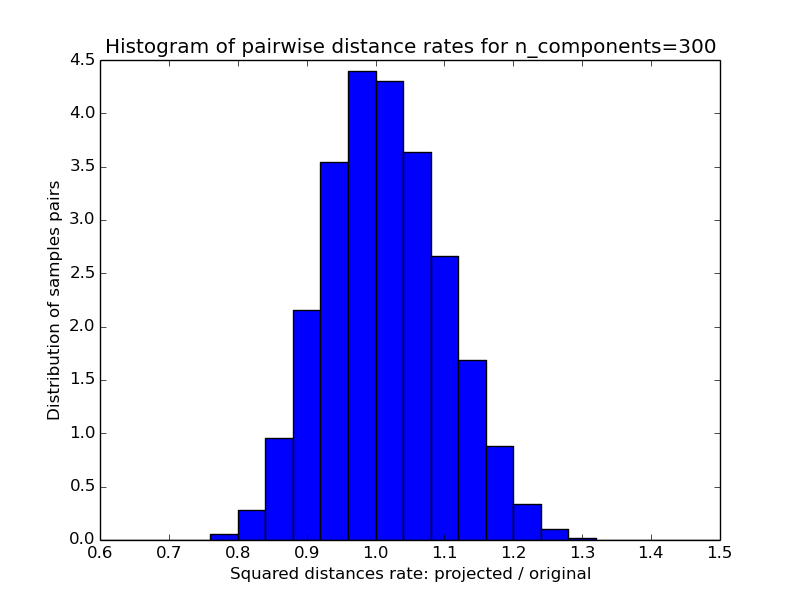 Histogram of pairwise distance rates for n_components=300
4.5
4.0
3.5
3.0
2.5
2.0
1.5
1.0
0.5
0.0
Distribution of samples pairs
0.6 0.7 0.8 0.9 1.0 1.1 1.2 1.3 1.4 1.5
Squared distances rate: projected / original